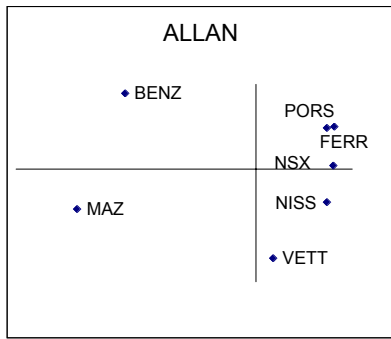 ALLAN
BENZ
PORS
FERR
NSX
MAZ
NISS
VETT